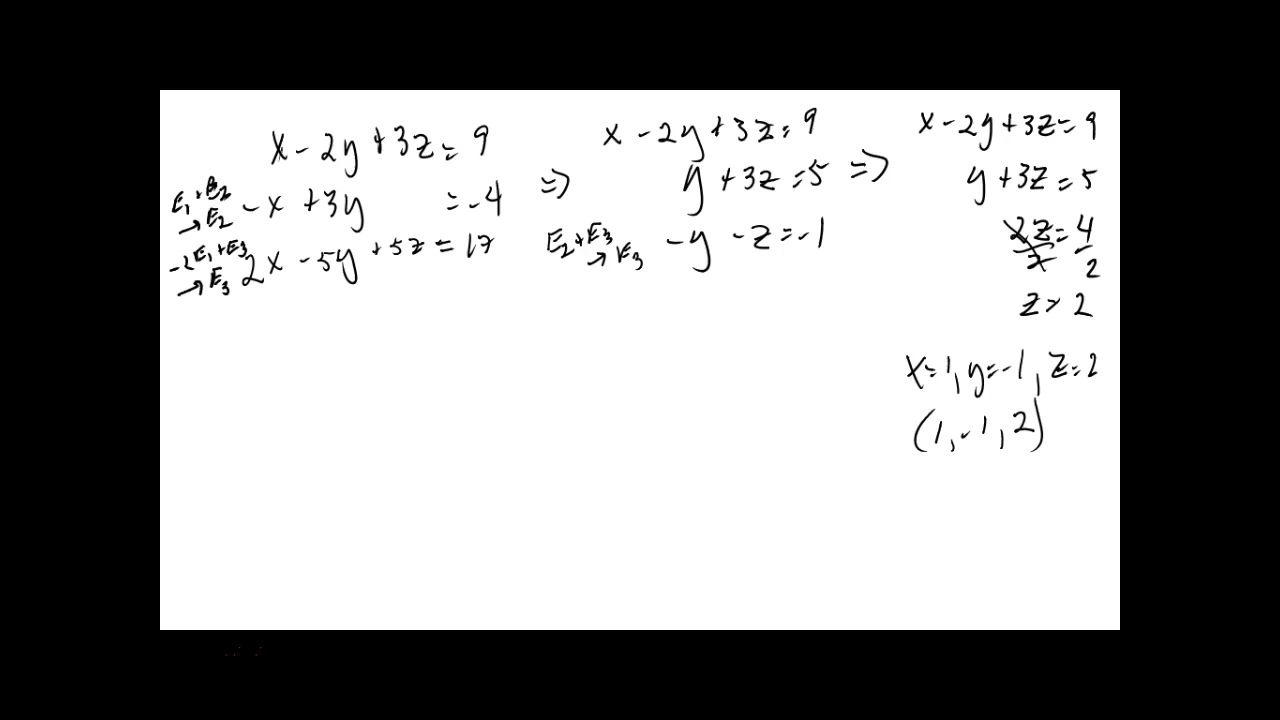 x - 2y + 3z = 9
E₁ + E₂ → E₂ -x + 3y = -4
-2E₁ + E₃ → E₃ 2x - 5y + 5z = 17
⇒
x - 2y + 3z = 9
y + 3z = 5
E₂ + E₃ → E₃ -y - z = -1
⇒
x - 2y + 3z = 9
y + 3z = 5
2z/2 = 4/2
z = 2
x = 1, y = -1, z = 2
(1, -1, 2)